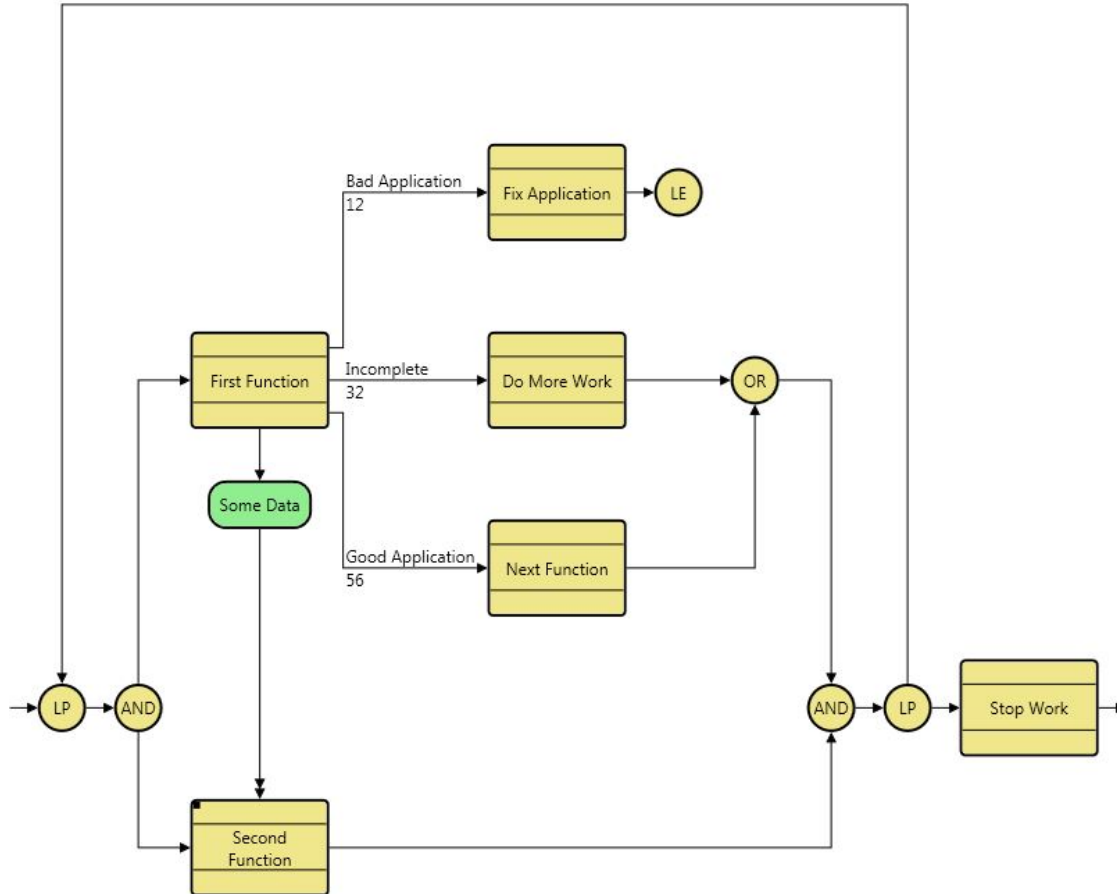 Bad Application
12
Fix Application
LE
First Function
Incomplete
32
Do More Work
OR
Some Data
Good Application
56
Next Function
LP
AND
AND
LP
Stop Work
Second
Function